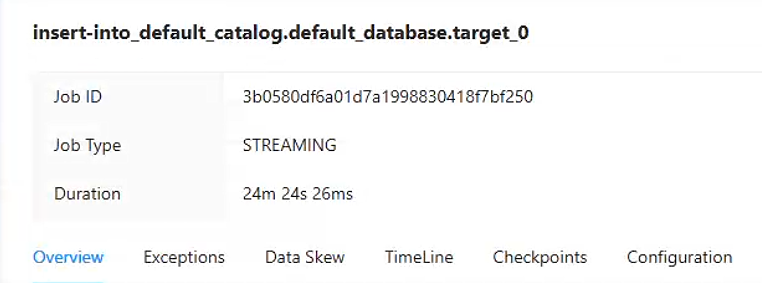 insert-into_default_catalog.default_database.target_0
Job ID 3b0580df6a01d7a1998830418f7bf250
Job Type STREAMING
Duration 24m 24s 26ms
Overview Exceptions Data Skew TimeLine Checkpoints Configuration